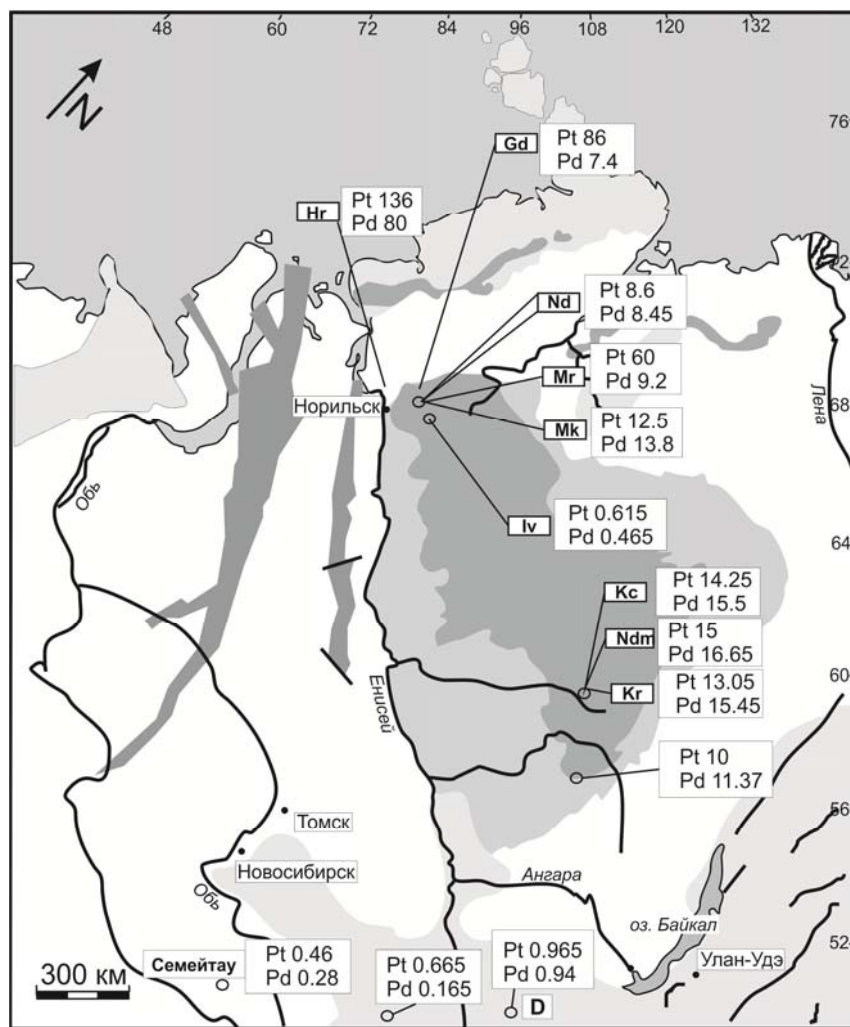 48 60 72 84 96 108 120 132
N
76
Gd
Pt 86
Pd 7.4
Hr
Pt 136
Pd 80
Nd
Pt 8.6
Pd 8.45
Mr
Pt 60
Pd 9.2
Лена
Норильск
68
Mk
Pt 12.5
Pd 13.8
Обь
Iv
Pt 0.615
Pd 0.465
64
Kc
Pt 14.25
Pd 15.5
Ndm
Pt 15
Pd 16.65
60
Kr
Pt 13.05
Pd 15.45
Енисей
Pt 10
Pd 11.37
56
Томск
Новосибирск
Обь
Ангара
оз. Байкал
52
Улан-Удэ
Семейтау
Pt 0.46
Pd 0.28
Pt 0.665
Pd 0.165
Pt 0.965
Pd 0.94
D
300 км